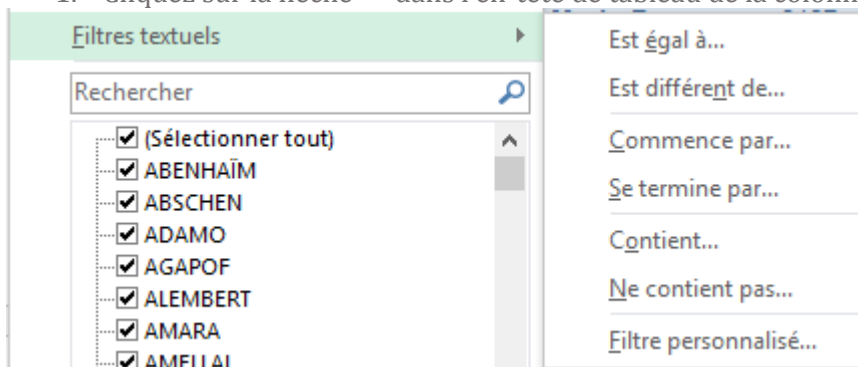 Filtres textuels
Est égal à...
Est différent de...
Commence par...
Se termine par...
Contient...
Ne contient pas...
Filtre personnalisé...
Rechercher
(Sélectionner tout)
ABENHAÏM
ABSCHEN
ADAMO
AGAPOF
ALEMBERT
AMARA